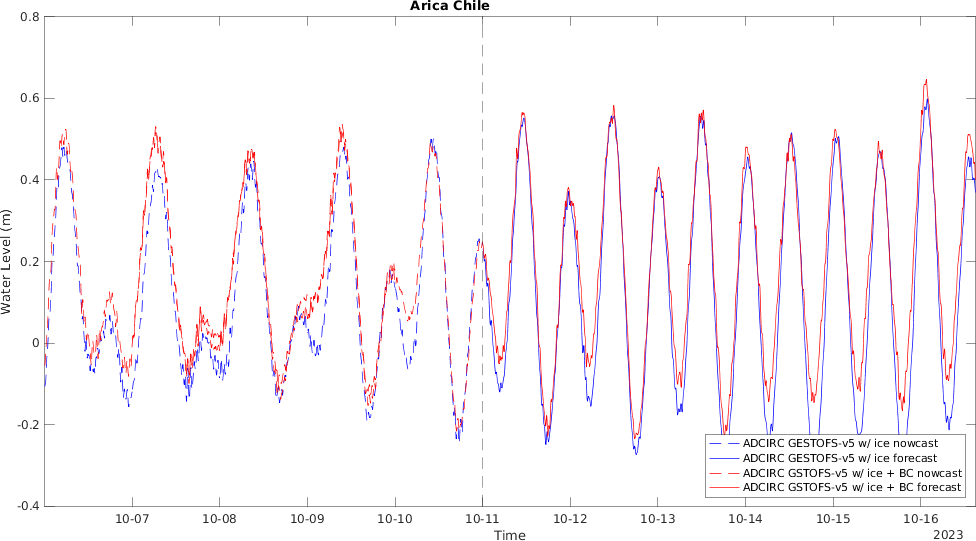 Arica Chile
0.8
0.6
0.4
0.2
0
-0.2
-0.4
Water Level (m)
10-07 10-08 10-09 10-10 10-11 10-12 10-13 10-14 10-15 10-16
Time
2023
ADCIRC GESTOFS-v5 w/ ice nowcast
ADCIRC GESTOFS-v5 w/ ice forecast
ADCIRC GSTOFS-v5 w/ ice + BC nowcast
ADCIRC GSTOFS-v5 w/ ice + BC forecast